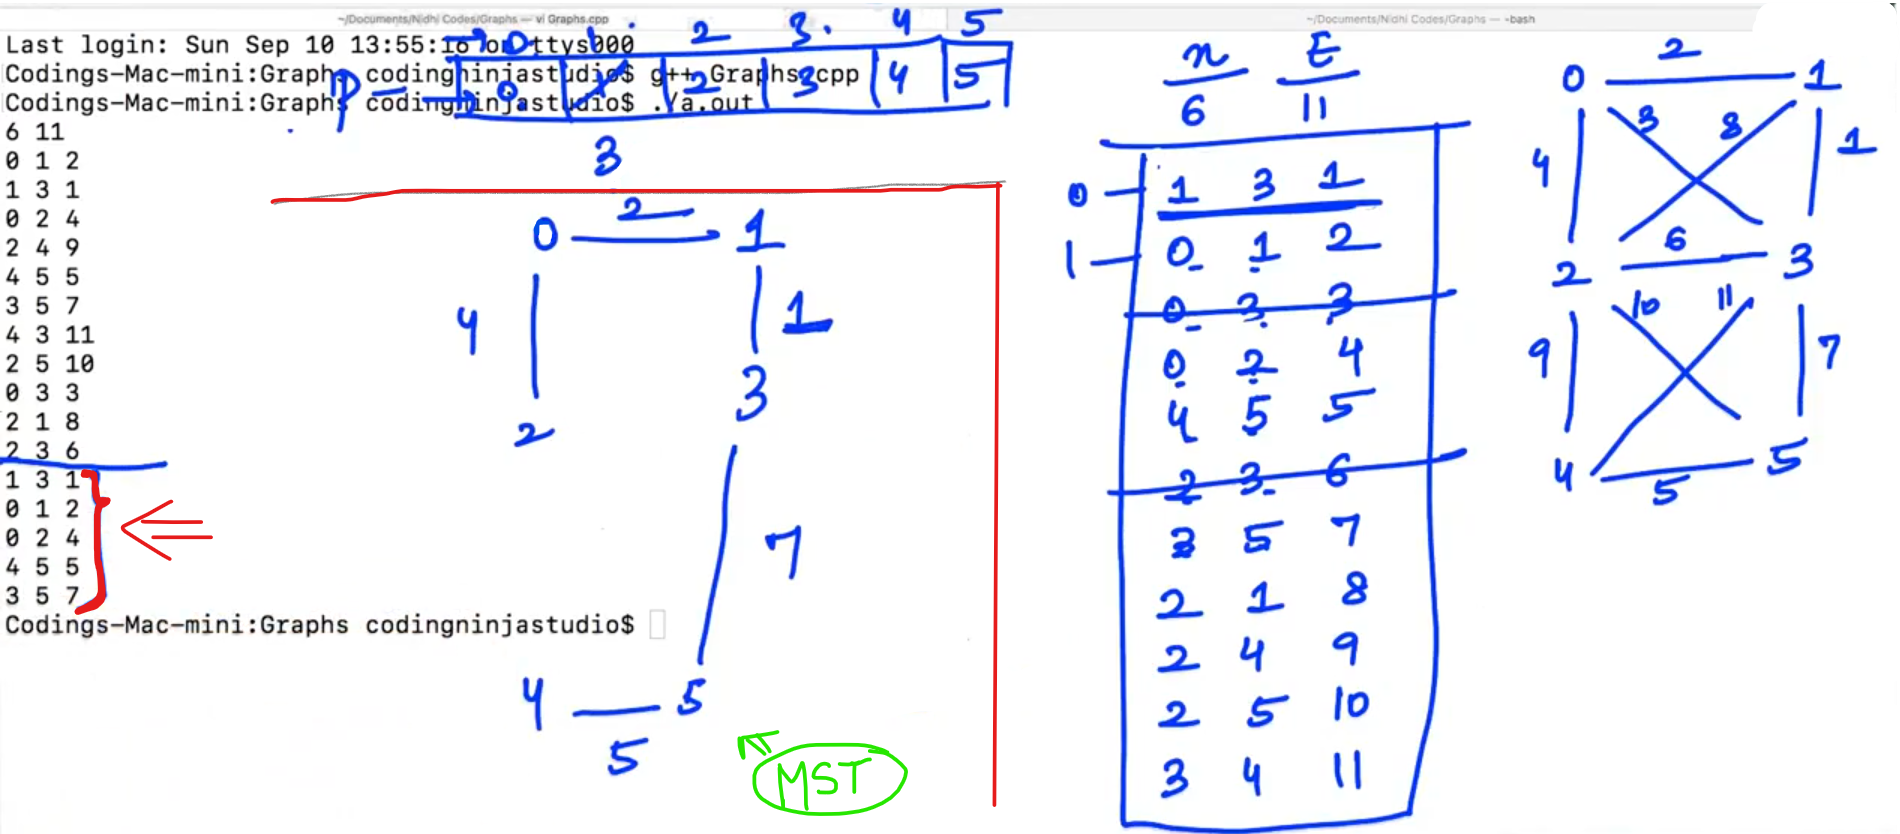 ~/Documents/Nidhi Codes/Graphs — vi Graphs.cpp
~/Documents/Nidhi Codes/Graphs — -bash
Last login: Sun Sep 10 13:55:16 on ttys000
Codings-Mac-mini:Graphs codingninjastudio$ g++ Graphs.cpp
Codings-Mac-mini:Graphs codingninjastudio$ ./a.out
6 11
0 1 2
1 3 1
0 2 4
2 4 9
4 5 5
3 5 7
4 3 11
2 5 10
0 3 3
2 1 8
2 3 6
1 3 1
0 1 2
0 2 4
4 5 5
3 5 7
Codings-Mac-mini:Graphs codingninjastudio$
0 1 2 3 4 5
P
0 2 3 4 5
3
0 2 1
4 1
2 3
7
4 5
5
MST
n E
6 11
0 1 3 1
1 0 1 2
0 3 3
0 2 4
4 5 5
2 3 6
3 5 7
2 1 8
2 4 9
2 5 10
3 4 11
0 2 1
4 3 8 1
2 6 3
9 10 11 7
4 5 5